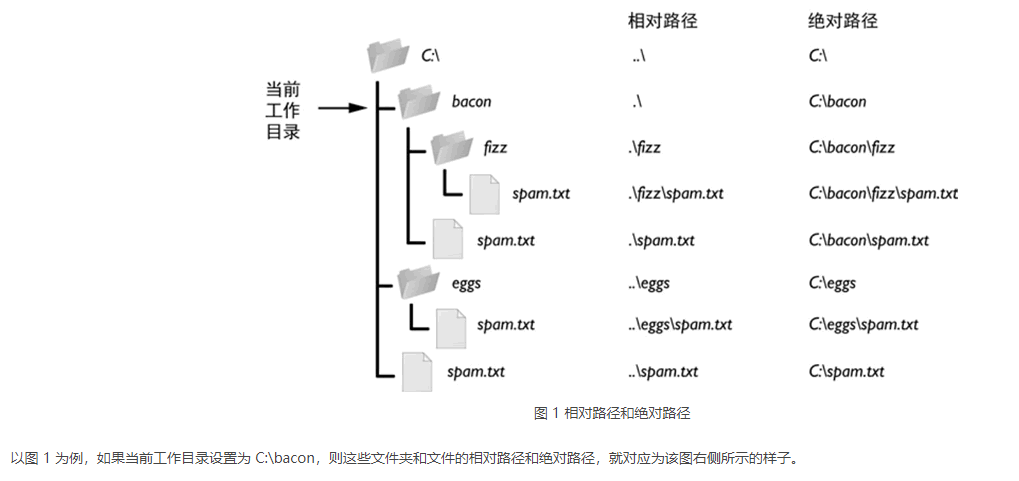 相对路径 绝对路径
C:\ ..\ C:\
当前
工作
目录
bacon .\ C:\bacon
fizz .\fizz C:\bacon\fizz
spam.txt .\fizz\spam.txt C:\bacon\fizz\spam.txt
spam.txt .\spam.txt C:\bacon\spam.txt
eggs ..\eggs C:\eggs
spam.txt ..\eggs\spam.txt C:\eggs\spam.txt
spam.txt ..\spam.txt C:\spam.txt
图 1 相对路径和绝对路径
以图 1 为例，如果当前工作目录设置为 C:\bacon，则这些文件夹和文件的相对路径和绝对路径，就对应为该图右侧所示的样子。